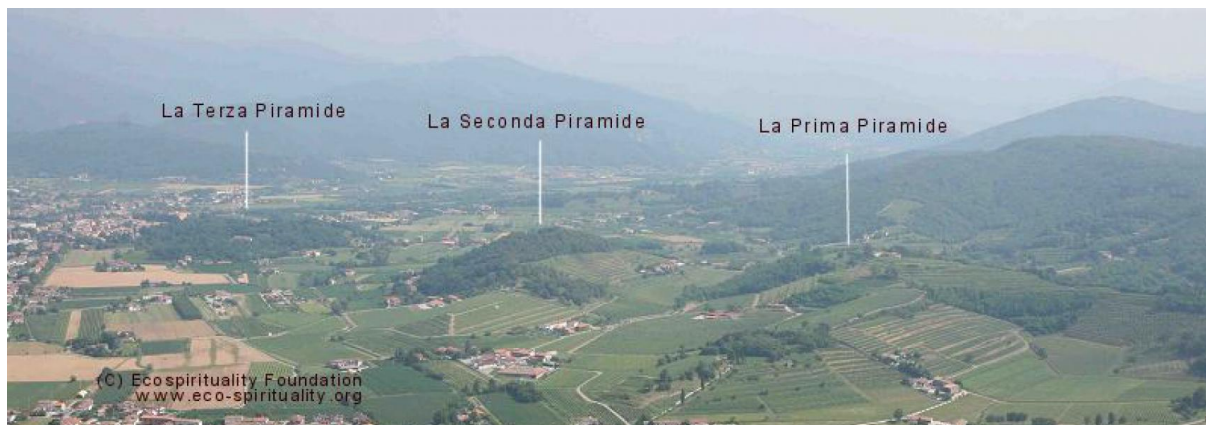 La Terza Piramide
La Seconda Piramide
La Prima Piramide
(C) Ecospirituality Foundation
www.eco-spirituality.org